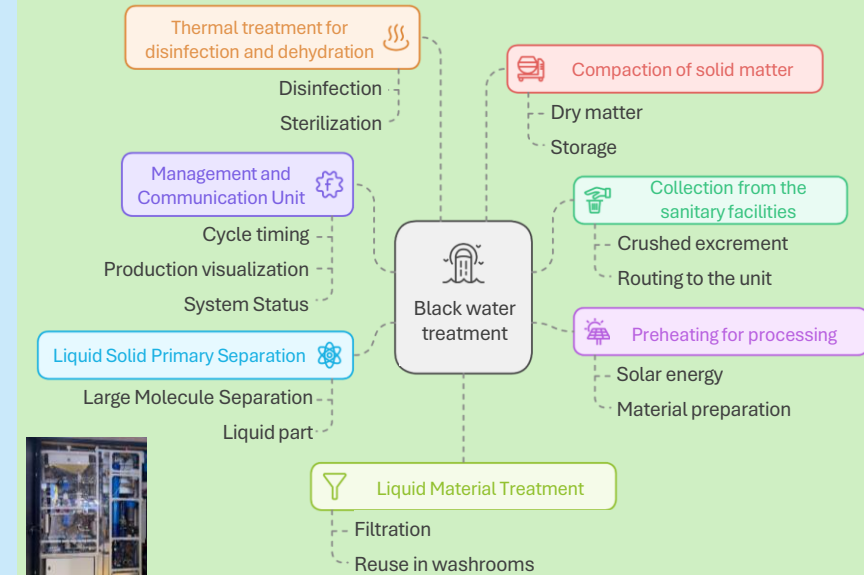 Thermal treatment for
disinfection and dehydration
Disinfection
Sterilization
Compaction of solid matter
Dry matter
Storage
Management and
Communication Unit
Cycle timing
Production visualization
System Status
Collection from the
sanitary facilities
Crushed excrement
Routing to the unit
Black water
treatment
Liquid Solid Primary Separation
Large Molecule Separation
Liquid part
Preheating for processing
Solar energy
Material preparation
Liquid Material Treatment
Filtration
Reuse in washrooms